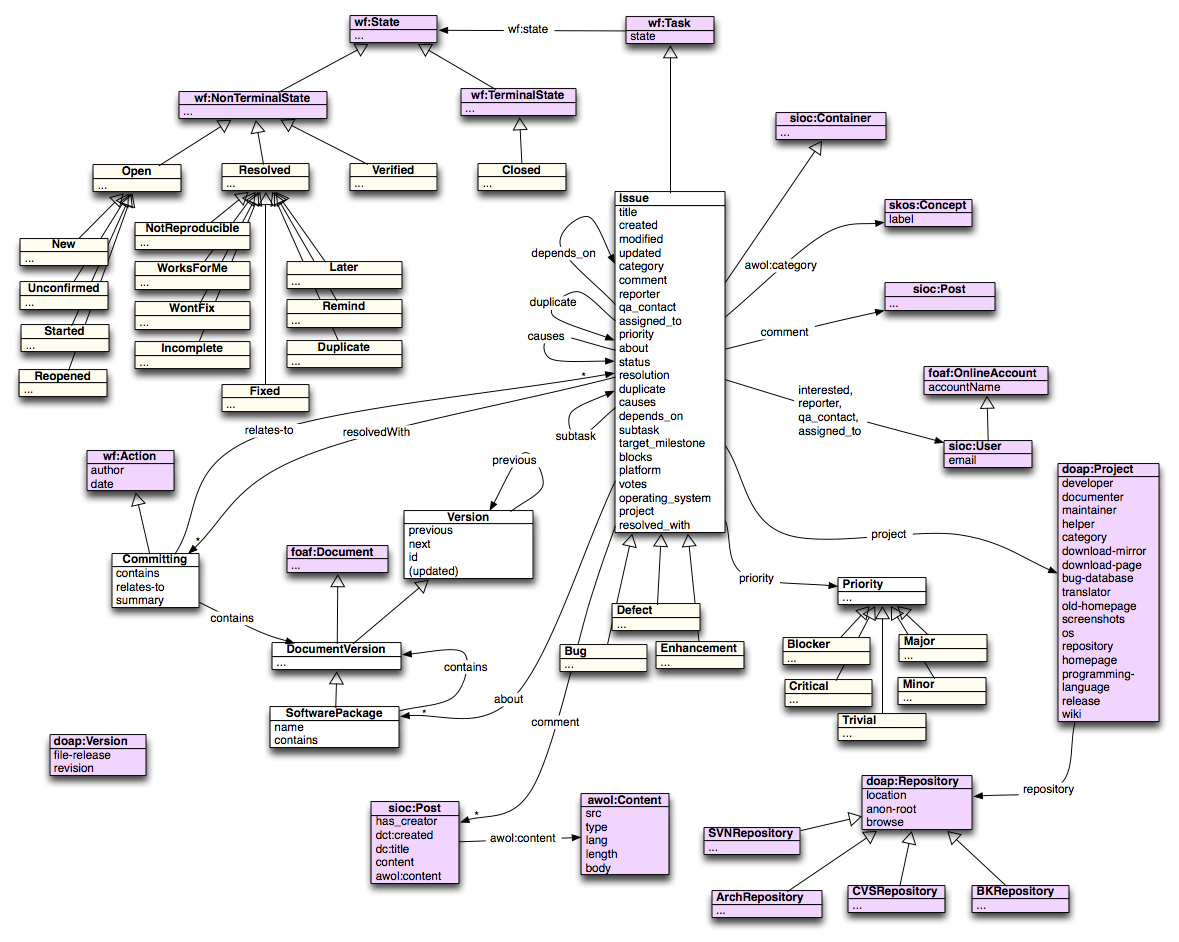 wf:State
...
wf:state
wf:Task
state
wf:NonTerminalState
...
wf:TerminalState
...
sioc:Container
...
Open
...
Resolved
...
Verified
...
Closed
...
New
...
Unconfirmed
...
Started
...
Reopened
...
NotReproducible
...
WorksForMe
...
WontFix
...
Incomplete
...
Fixed
...
Later
...
Remind
...
Duplicate
...
Issue
title
created
modified
updated
category
comment
reporter
qa_contact
assigned_to
priority
about
status
resolution
duplicate
causes
depends_on
subtask
target_milestone
blocks
platform
votes
operating_system
project
resolved_with
depends_on
duplicate
causes
*
subtask
relates-to
resolvedWith
*
skos:Concept
label
awol:category
sioc:Post
...
comment
foaf:OnlineAccount
accountName
interested,
reporter,
qa_contact,
assigned_to
sioc:User
email
doap:Project
developer
documenter
maintainer
helper
category
download-mirror
download-page
bug-database
translator
old-homepage
screenshots
os
repository
homepage
programming-
language
release
wiki
project
priority
wf:Action
author
date
previous
Version
previous
next
id
(updated)
foaf:Document
...
Committing
contains
relates-to
summary
contains
DocumentVersion
...
contains
SoftwarePackage
name
contains
*
about
comment
*
Defect
...
Bug
...
Enhancement
...
Priority
...
Blocker
...
Critical
...
Trivial
...
Major
...
Minor
...
doap:Version
file-release
revision
sioc:Post
has_creator
dct:created
dc:title
content
awol:content
awol:content
awol:Content
src
type
lang
length
body
repository
doap:Repository
location
anon-root
browse
SVNRepository
...
ArchRepository
...
CVSRepository
...
BKRepository
...